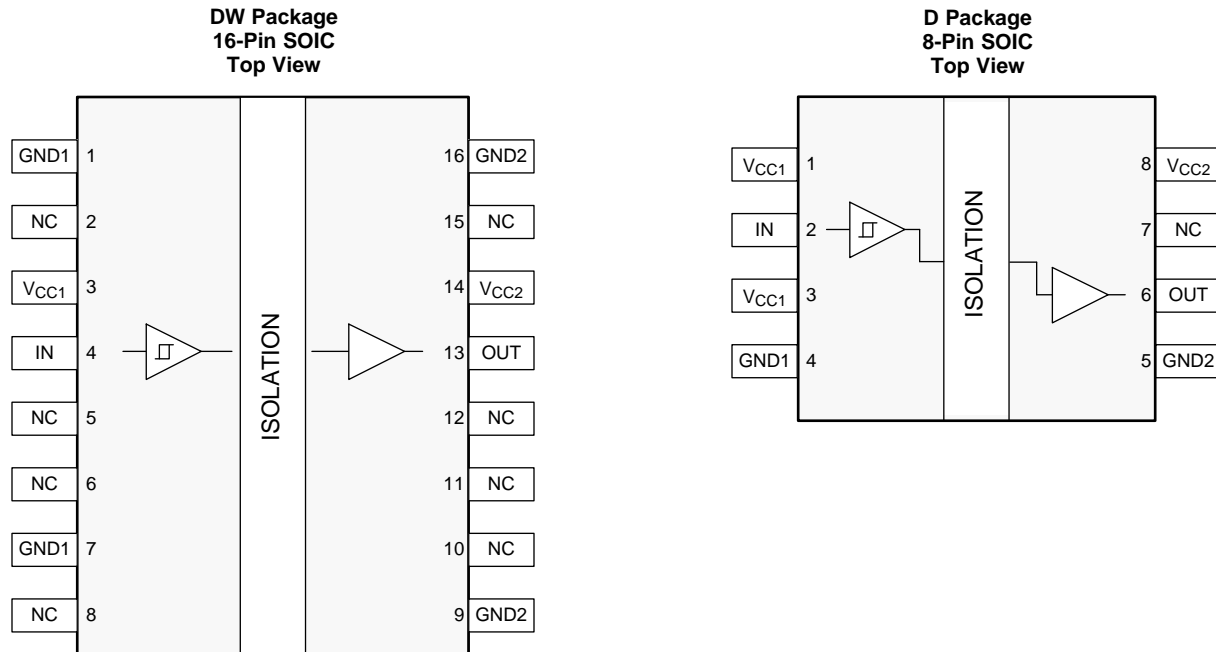 DW Package
16-Pin SOIC
Top View
GND1 1
16 GND2
NC 2
15 NC
VCC1 3
14 VCC2
IN 4
13 OUT
NC 5
12 NC
NC 6
11 NC
GND1 7
10 NC
NC 8
9 GND2
ISOLATION
D Package
8-Pin SOIC
Top View
VCC1 1
8 VCC2
IN 2
7 NC
VCC1 3
6 OUT
GND1 4
5 GND2
ISOLATION